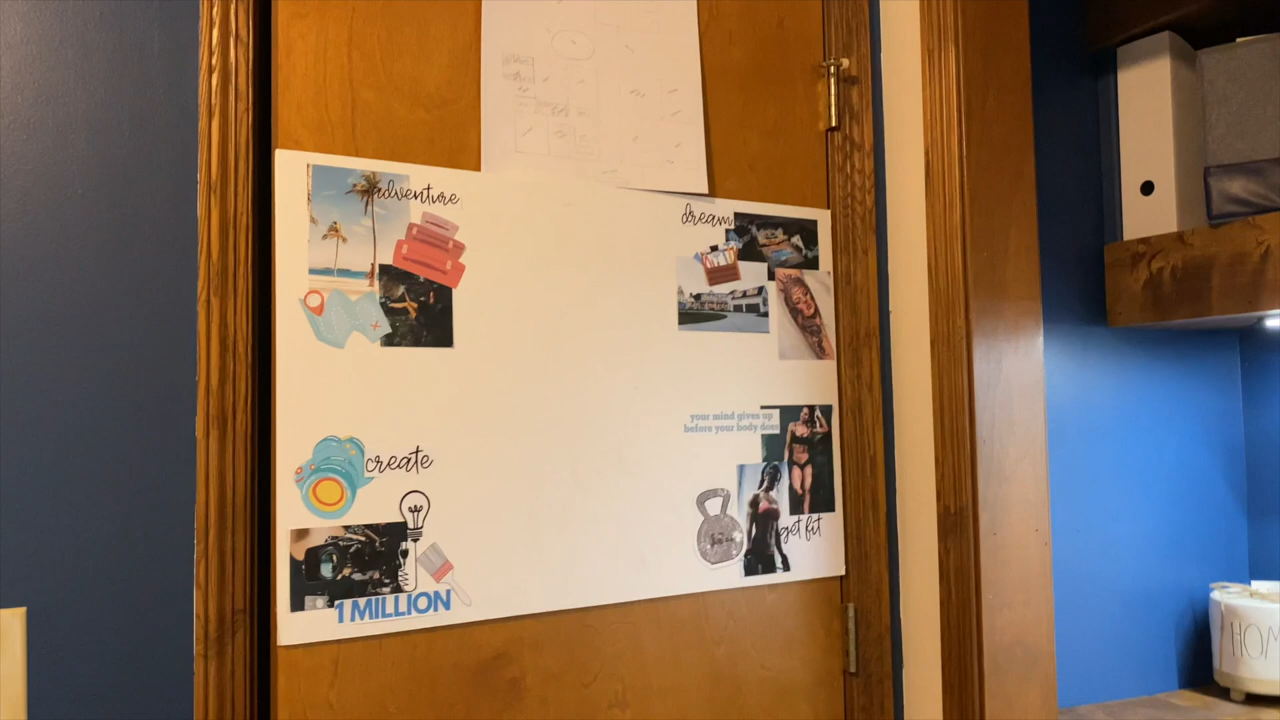 adventure
dream
your mind gives up
before your body does
create
get fit
1 MILLION
HOM